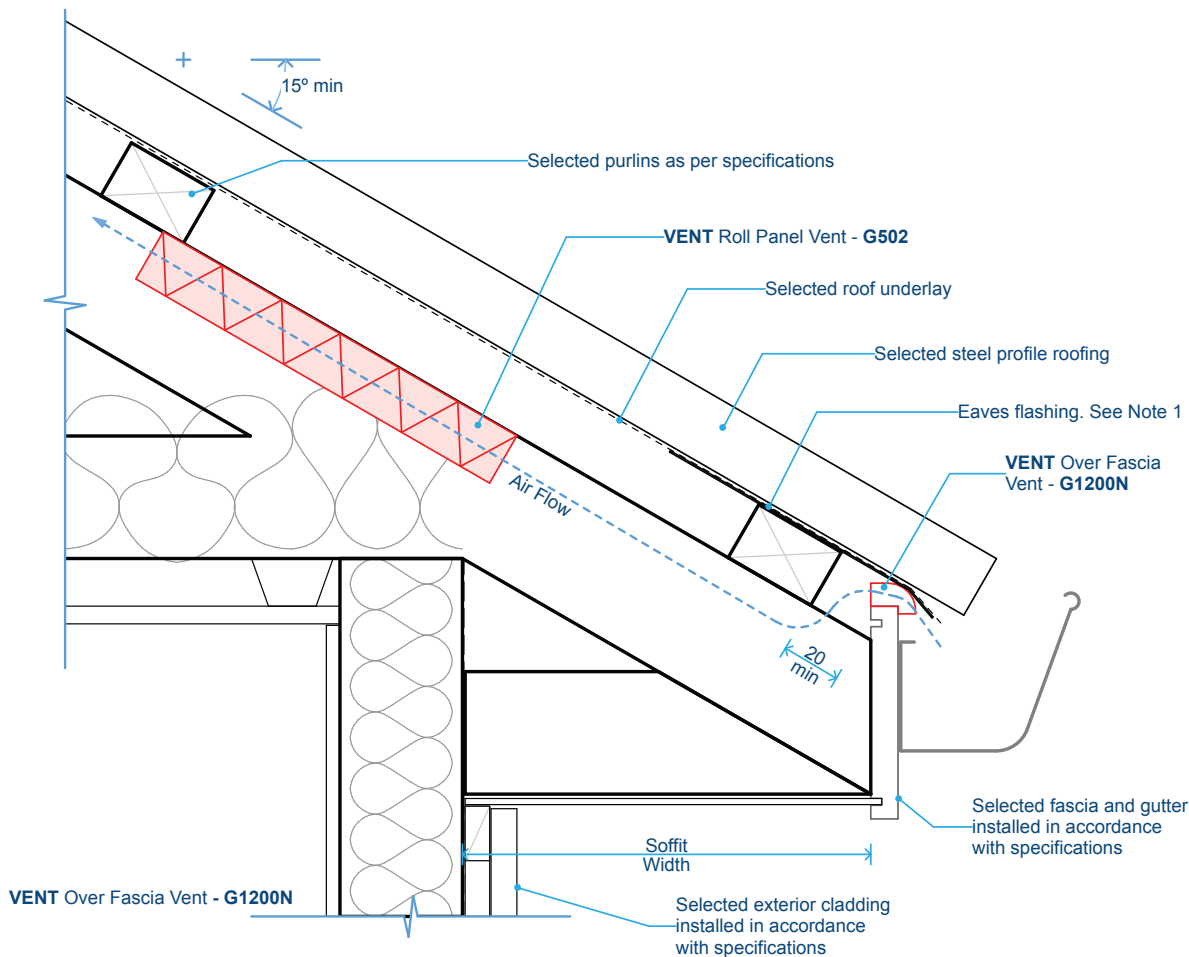 15º min
Selected purlins as per specifications
VENT Roll Panel Vent - G502
Selected roof underlay
Selected steel profile roofing
Eaves flashing. See Note 1
VENT Over Fascia
Vent - G1200N
Air Flow
20
min
Soffit
Width
Selected fascia and gutter
installed in accordance
with specifications
VENT Over Fascia Vent - G1200N
Selected exterior cladding
installed in accordance
with specifications